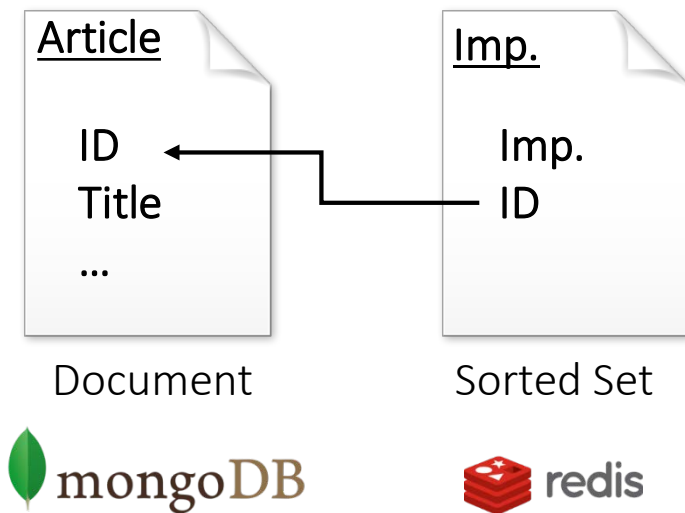 Article
ID
Title
...
Document
mongoDB
Imp.
Imp.
ID
Sorted Set
redis